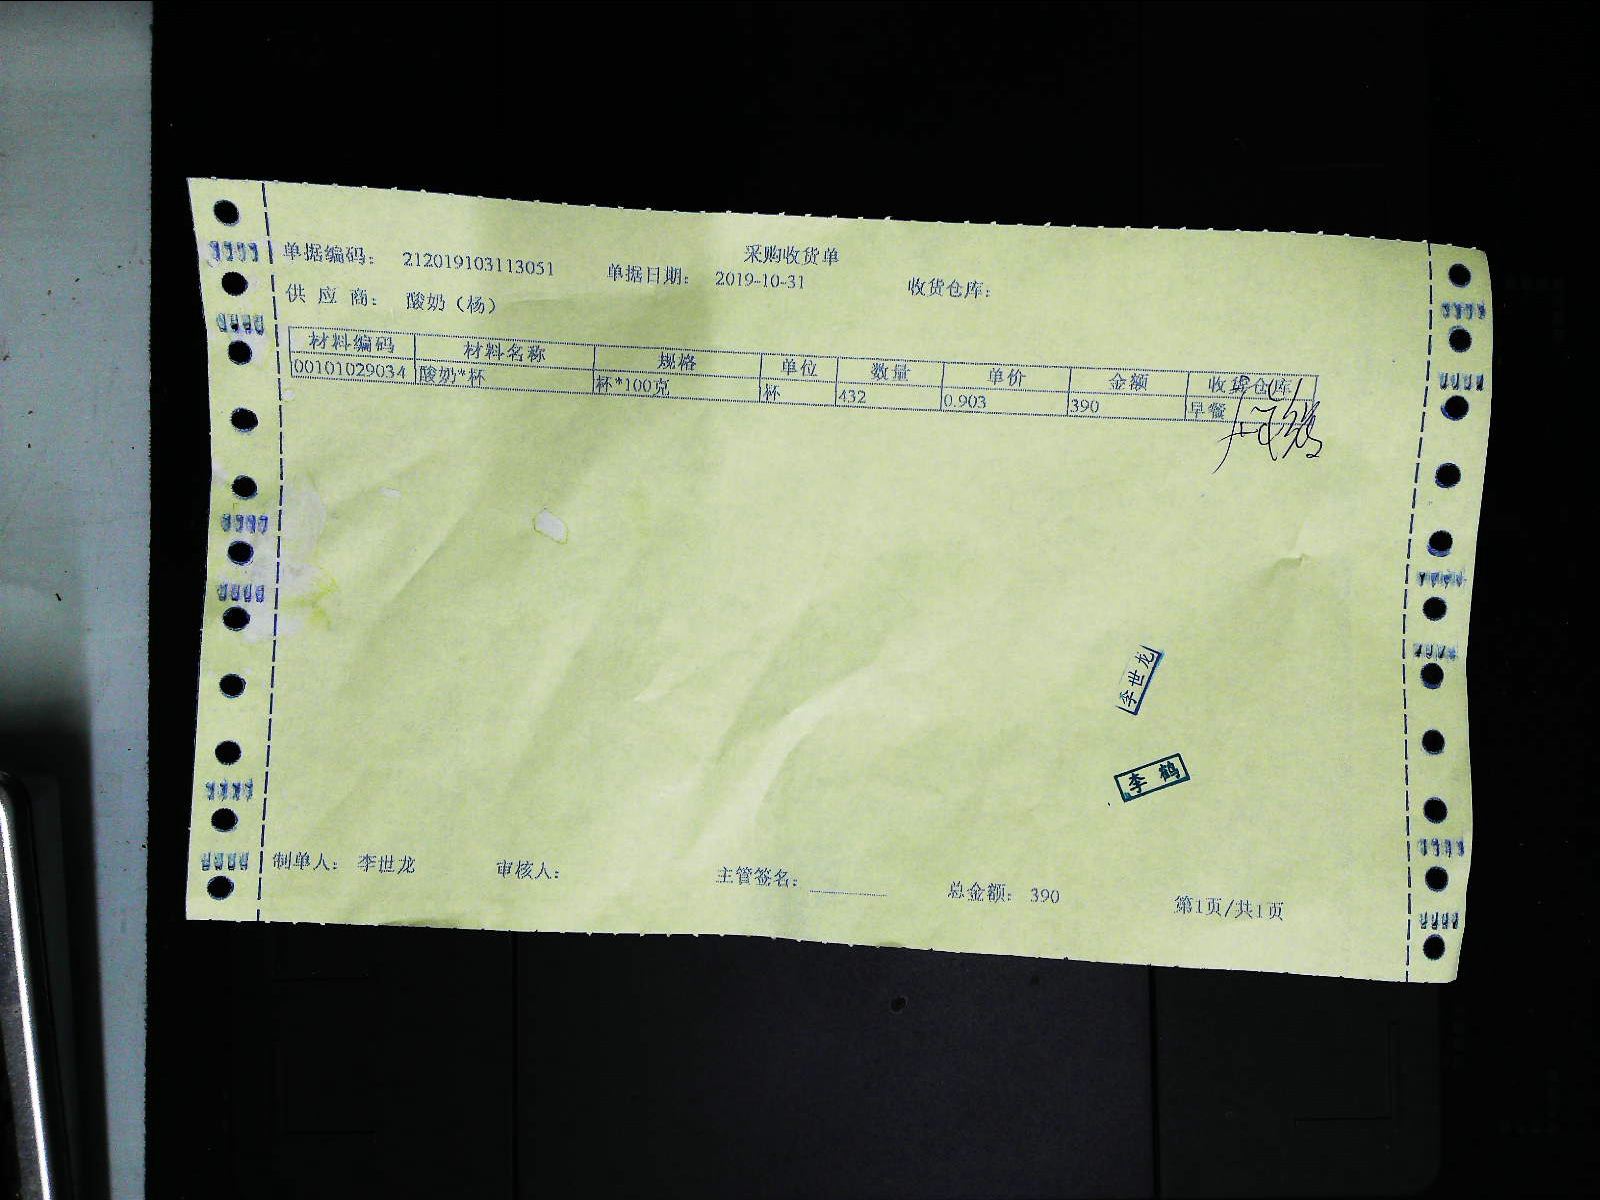 采购收货单
单据编码： 212019103113051 单据日期： 2019-10-31 收货仓库：
供 应 商： 酸奶（杨）
材料编码 材料名称 规格 单位 数量 单价 金额 收货仓库
00101029034 酸奶*杯 杯*100克 杯 432 0.903 390 早餐
李世龙
李鹤
制单人： 李世龙 审核人： 主管签名： 总金额： 390 第1页/共1页